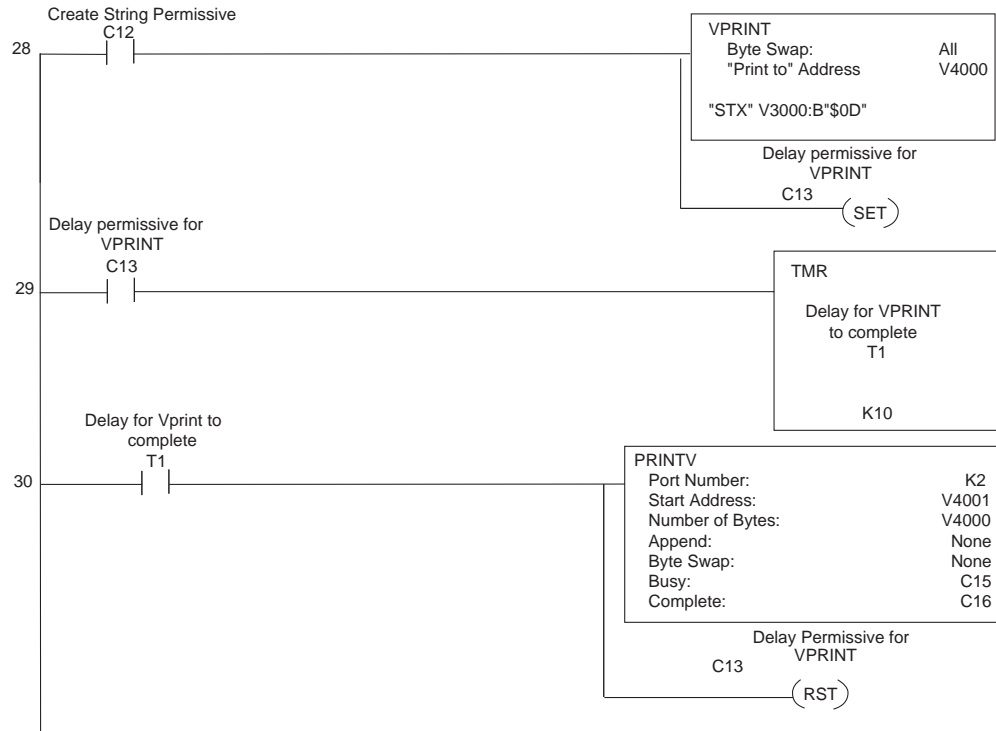 Create String Permissive
C12
28
VPRINT
Byte Swap: All
"Print to" Address V4000
"STX" V3000:B"$0D"
Delay permissive for
VPRINT
C13
SET
Delay permissive for
VPRINT
C13
29
TMR
Delay for VPRINT
to complete
T1
K10
Delay for Vprint to
complete
T1
30
PRINTV
Port Number: K2
Start Address: V4001
Number of Bytes: V4000
Append: None
Byte Swap: None
Busy: C15
Complete: C16
Delay Permissive for
VPRINT
C13
RST